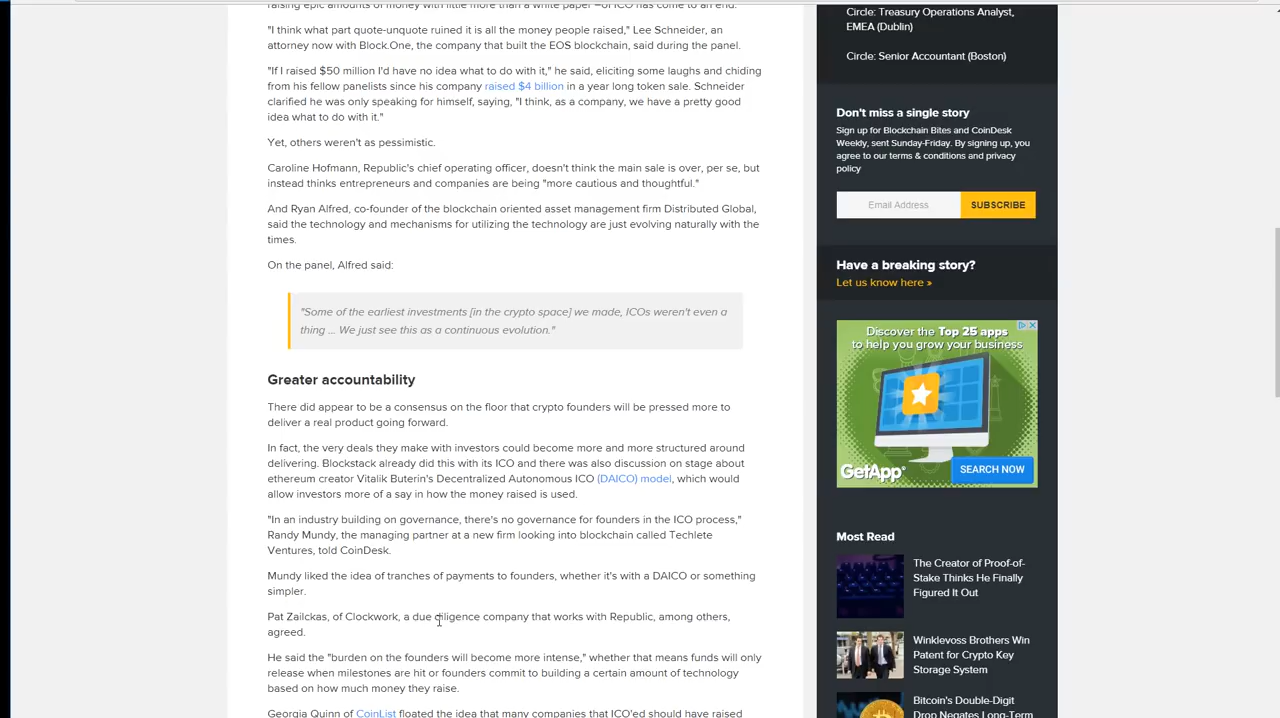 raising epic amounts of money with little more than a white paper –of ICO has come to an end.
"I think what part quote-unquote ruined it is all the money people raised," Lee Schneider, an
attorney now with Block.One, the company that built the EOS blockchain, said during the panel.
"If I raised $50 million I'd have no idea what to do with it," he said, eliciting some laughs and chiding
from his fellow panelists since his company raised $4 billion in a year long token sale. Schneider
clarified he was only speaking for himself, saying, "I think, as a company, we have a pretty good
idea what to do with it."
Yet, others weren't as pessimistic.
Caroline Hofmann, Republic's chief operating officer, doesn't think the main sale is over, per se, but
instead thinks entrepreneurs and companies are being "more cautious and thoughtful."
And Ryan Alfred, co-founder of the blockchain oriented asset management firm Distributed Global,
said the technology and mechanisms for utilizing the technology are just evolving naturally with the
times.
On the panel, Alfred said:
"Some of the earliest investments [in the crypto space] we made, ICOs weren't even a
thing ... We just see this as a continuous evolution."
Greater accountability
There did appear to be a consensus on the floor that crypto founders will be pressed more to
deliver a real product going forward.
In fact, the very deals they make with investors could become more and more structured around
delivering. Blockstack already did this with its ICO and there was also discussion on stage about
ethereum creator Vitalik Buterin's Decentralized Autonomous ICO (DAICO) model, which would
allow investors more of a say in how the money raised is used.
"In an industry building on governance, there's no governance for founders in the ICO process,"
Randy Mundy, the managing partner at a new firm looking into blockchain called Techlete
Ventures, told CoinDesk.
Mundy liked the idea of tranches of payments to founders, whether it's with a DAICO or something
simpler.
Pat Zailckas, of Clockwork, a due diligence company that works with Republic, among others,
agreed.
He said the "burden on the founders will become more intense," whether that means funds will only
release when milestones are hit or founders commit to building a certain amount of technology
based on how much money they raise.
Georgia Quinn of CoinList floated the idea that many companies that ICO'ed should have raised
Circle: Treasury Operations Analyst,
EMEA (Dublin)
Circle: Senior Accountant (Boston)
Don't miss a single story
Sign up for Blockchain Bites and CoinDesk
Weekly, sent Sunday-Friday. By signing up, you
agree to our terms & conditions and privacy
policy
Email Address
SUBSCRIBE
Have a breaking story?
Let us know here »
Discover the Top 25 apps
to help you grow your business
GetApp
SEARCH NOW
Most Read
The Creator of Proof-of-
Stake Thinks He Finally
Figured It Out
Winklevoss Brothers Win
Patent for Crypto Key
Storage System
Bitcoin's Double-Digit
Drop Negates Long-Term